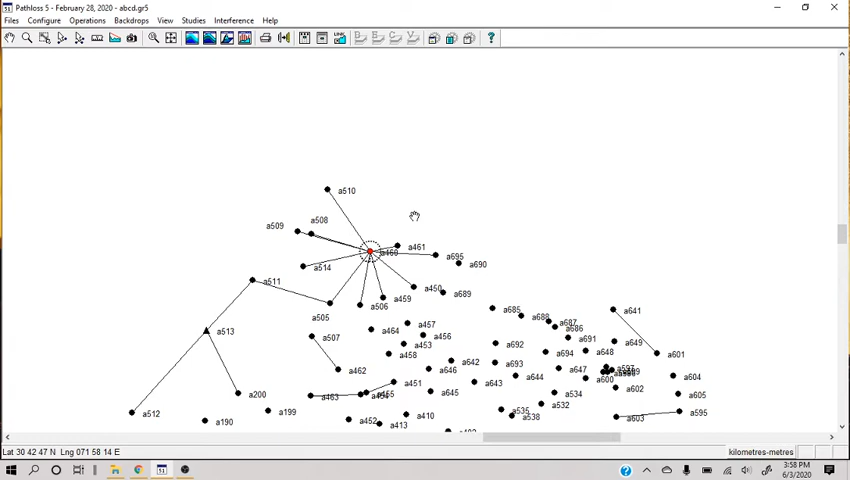 Pathloss 5 - February 28, 2020 - abcd.gr5
Files Configure Operations Backdrops View Studies Interference Help
LINK
a510
a508
a509
a461
a460
a695
a690
a514
a511
a450
a459
a689
a506
a505
a685
a641
a688
a687
a686
a513
a464
a457
a456
a507
a453
a692
a691
a649
a458
a694
a648
a601
a462
a646
a642
a693
a647
a644
a600
a604
a451
a643
a602
a200
a463
a455
a645
a534
a605
a512
a199
a410
a535
a532
a595
a190
a452
a413
a538
a603
Lat 30 42 47 N Lng 071 58 14 E
kilometres-metres
51
3:58 PM
6/3/2020